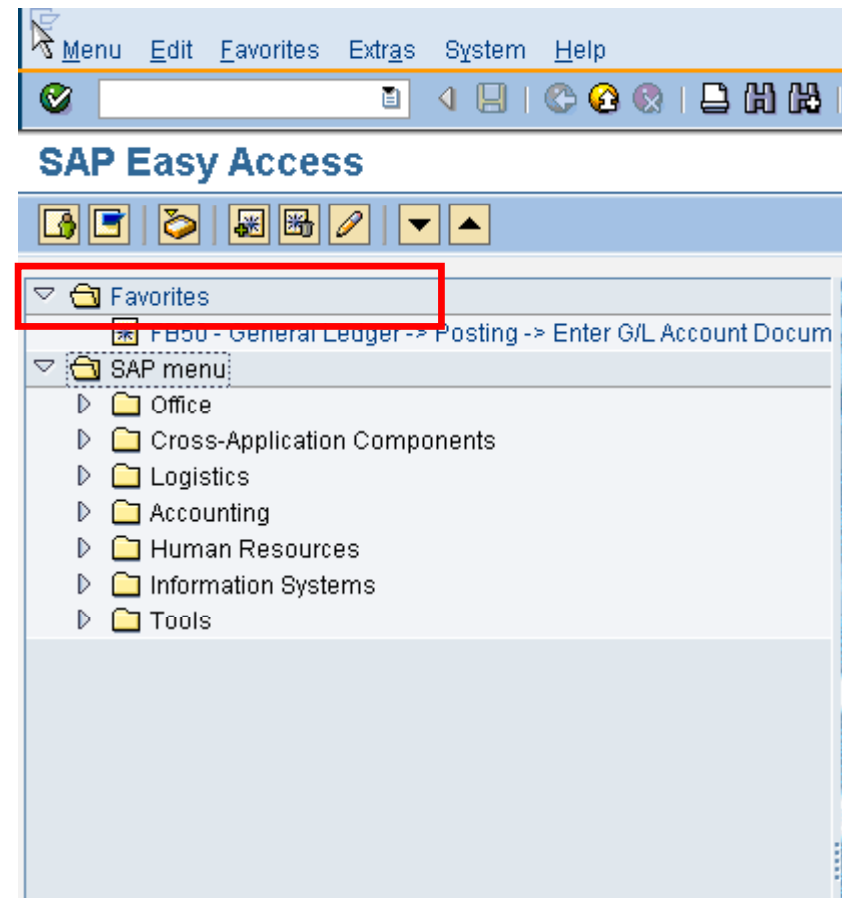 Menu Edit Favorites Extras System Help
SAP Easy Access
Favorites
FB50 - General Ledger -> Posting -> Enter G/L Account Docum
SAP menu
Office
Cross-Application Components
Logistics
Accounting
Human Resources
Information Systems
Tools